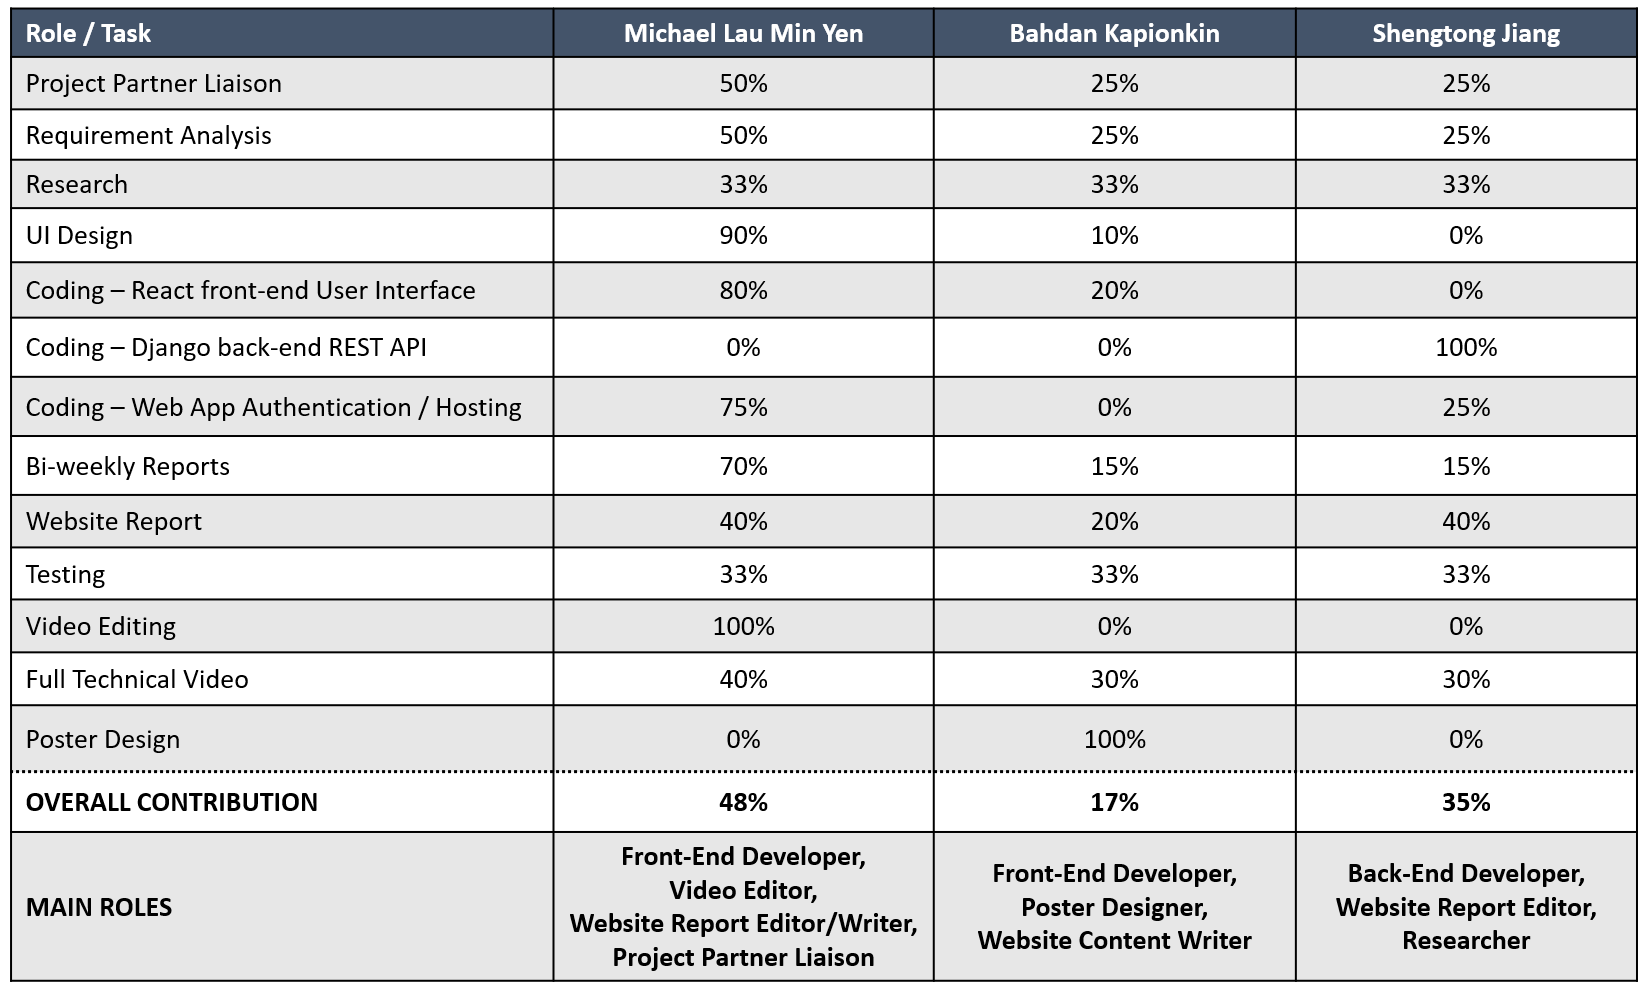 Role / Task Michael Lau Min Yen Bahdan Kapionkin Shengtong Jiang
Project Partner Liaison 50% 25% 25%
Requirement Analysis 50% 25% 25%
Research 33% 33% 33%
UI Design 90% 10% 0%
Coding – React front-end User Interface 80% 20% 0%
Coding – Django back-end REST API 0% 0% 100%
Coding – Web App Authentication / Hosting 75% 0% 25%
Bi-weekly Reports 70% 15% 15%
Website Report 40% 20% 40%
Testing 33% 33% 33%
Video Editing 100% 0% 0%
Full Technical Video 40% 30% 30%
Poster Design 0% 100% 0%
OVERALL CONTRIBUTION 48% 17% 35%
MAIN ROLES
Front-End Developer,
Video Editor,
Website Report Editor/Writer,
Project Partner Liaison
Front-End Developer,
Poster Designer,
Website Content Writer
Back-End Developer,
Website Report Editor,
Researcher